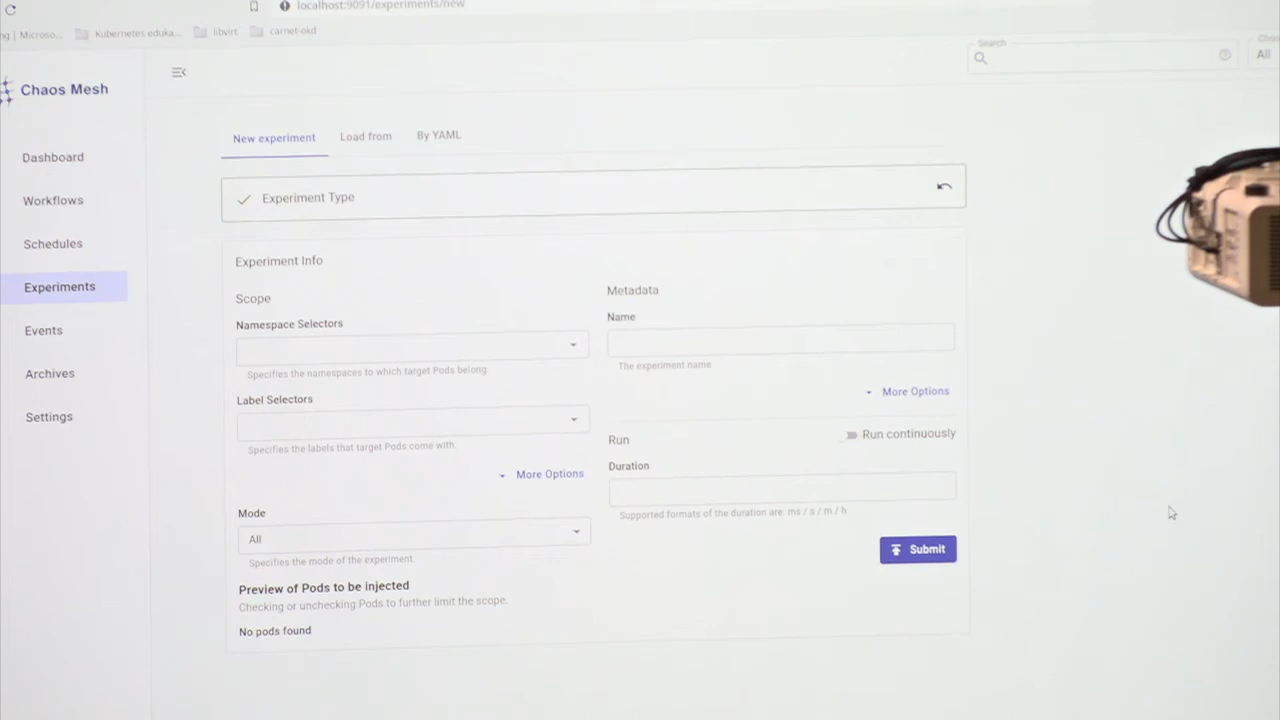 localhost:9091/experiments/new
ng | Microso... Kubernetes eduka... libvirt carnet-okd
Search
All
Chaos Mesh
Dashboard
Workflows
Schedules
Experiments
Events
Archives
Settings
New experiment Load from By YAML
Experiment Type
Experiment Info
Scope
Namespace Selectors
Specifies the namespaces to which target Pods belong.
Label Selectors
Specifies the labels that target Pods come with.
More Options
Mode
All
Specifies the mode of the experiment.
Preview of Pods to be injected
Checking or unchecking Pods to further limit the scope.
No pods found
Metadata
Name
The experiment name
More Options
Run
Run continuously
Duration
Supported formats of the duration are: ms / s / m / h
Submit